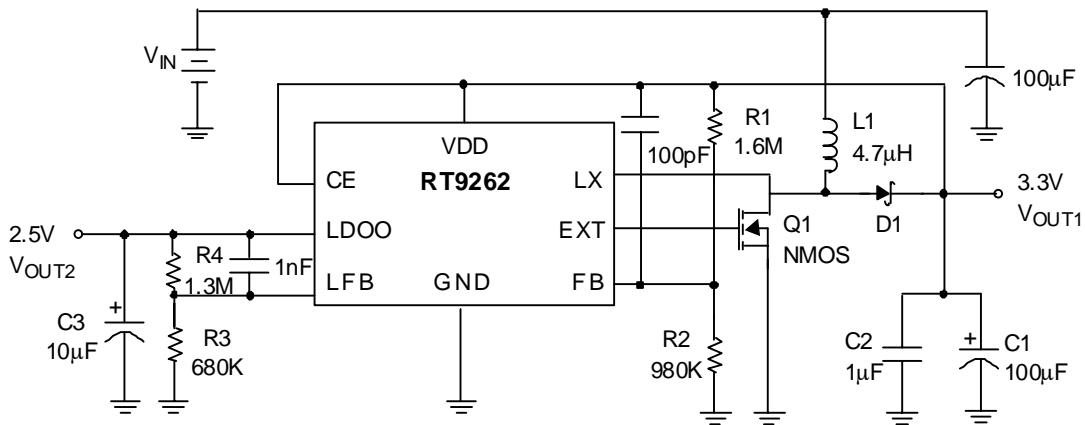 V_IN
100μF
VDD
RT9262
CE
LX
LDOO
EXT
LFB
GND
FB
100pF
R1
1.6M
L1
4.7μH
3.3V
V_OUT1
D1
Q1
NMOS
2.5V
V_OUT2
R4
1.3M
1nF
C3
+
10μF
R3
680K
R2
980K
C2
1μF
+
C1
100μF